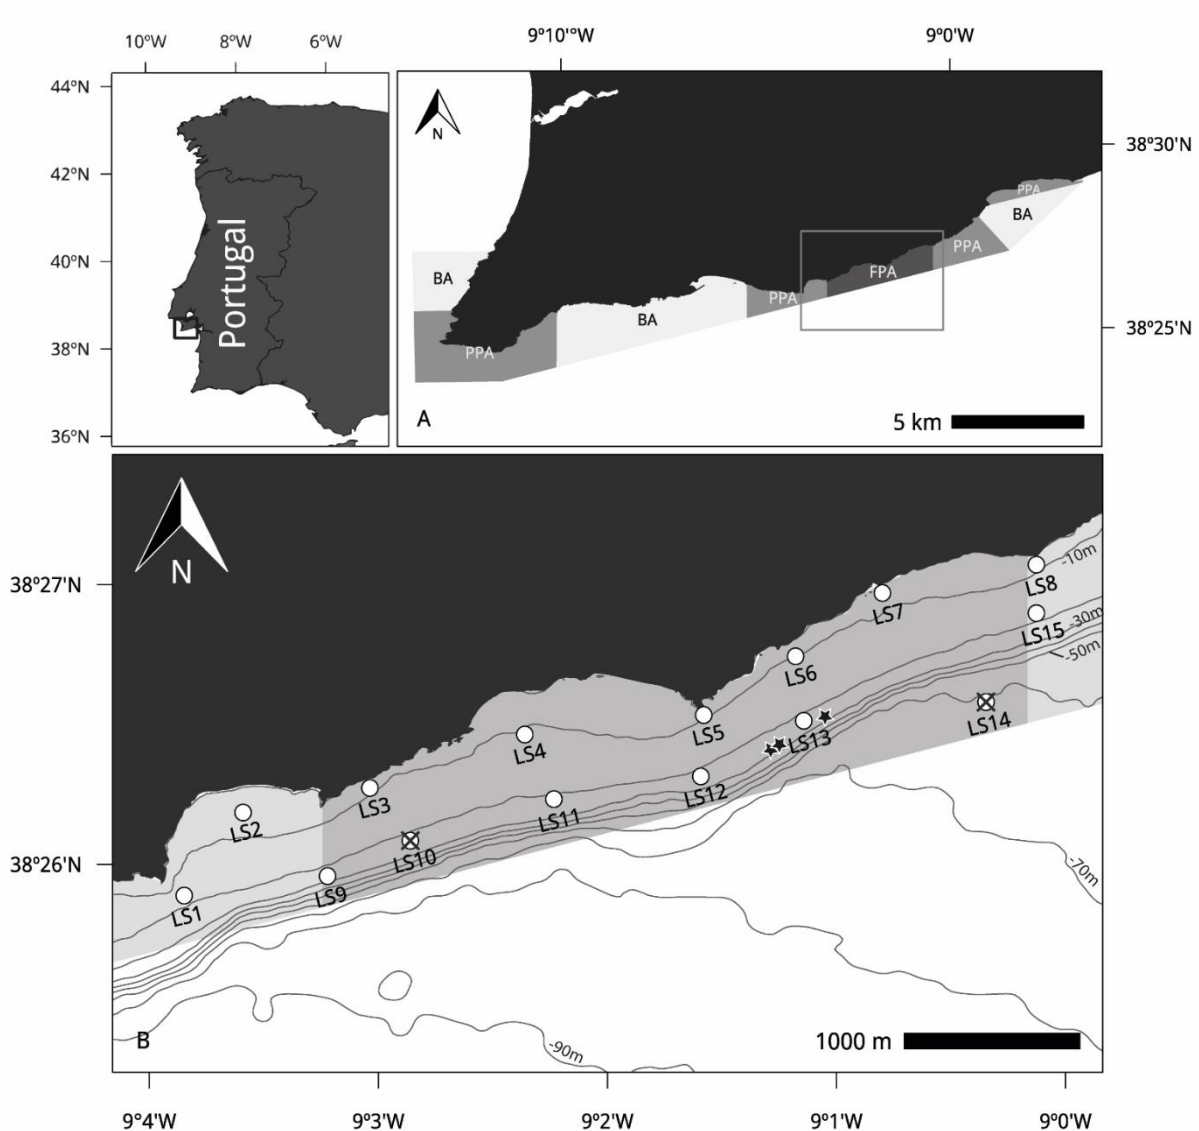 10ºW 8ºW 6ºW
9º10'ºW 9º0'ºW
44ºN
42ºN
40ºN
38ºN
36ºN
Portugal
N
38º30'N
38º25'N
PPA
BA
PPA
FPA
PPA
BA
BA
PPA
A
5 km
N
38º27'N
38º26'N
-10m
-30m
-50m
-70m
-90m
LS8
LS7
LS15
LS6
LS5
LS14
LS4
LS13
LS3
LS12
LS11
LS2
LS10
LS9
LS1
B
1000 m
9º4'W 9º3'W 9º2'W 9º1'W 9º0'W